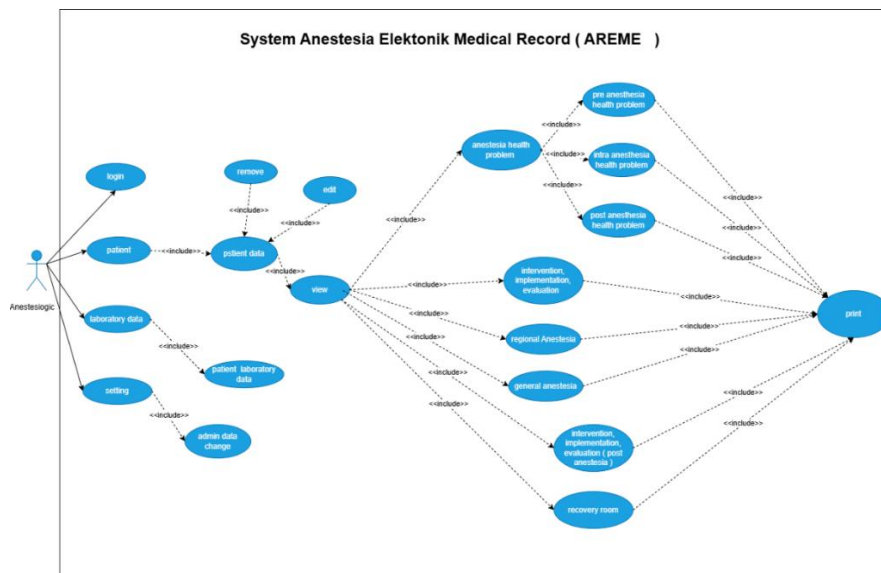 System Anestesia Elektonik Medical Record ( AREME )
pre anesthesia
health problem
<<include>>
<<include>>
anestesia health
problem
<<include>>
intra anesthesia
health problem
<<include>>
remove
login
edit
<<include>>
<<include>>
post anesthesia
health problem
<<include>>
<<include>>
<<include>>
patient
<<include>>
pstient data
<<include>>
<<include>>
Anesteslogic
view
<<include>>
intervention,
implementation,
evaluation
<<include>>
print
laboratory data
<<include>>
regional Anestesia
<<include>>
<<include>>
<<include>>
<<include>>
patient laboratory
data
general anestesia
setting
<<include>>
<<include>>
<<include>>
<<include>>
<<include>>
admin data
change
intervention,
implementation,
evaluation ( post
anestesia )
recovery room